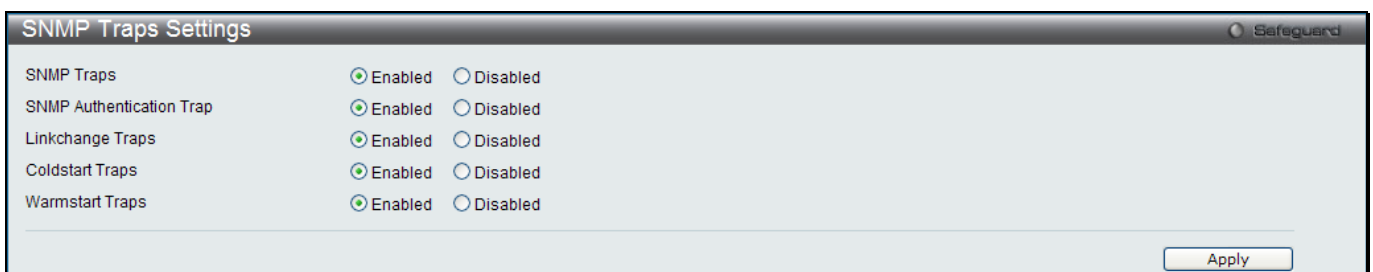 SNMP Traps Settings Safeguard
SNMP Traps Enabled Disabled
SNMP Authentication Trap Enabled Disabled
Linkchange Traps Enabled Disabled
Coldstart Traps Enabled Disabled
Warmstart Traps Enabled Disabled
Apply